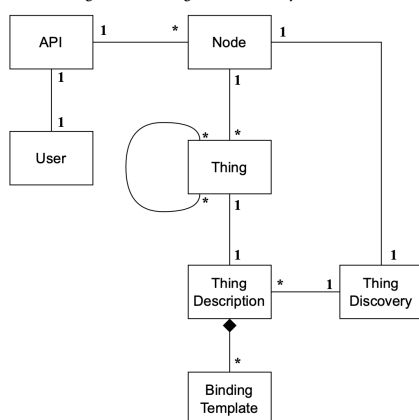 API
1
*
Node
1
1
1
1
User
*
*
Thing
*
1
1
1
Thing
Description
*
1
Thing
Discovery
*
Binding
Template